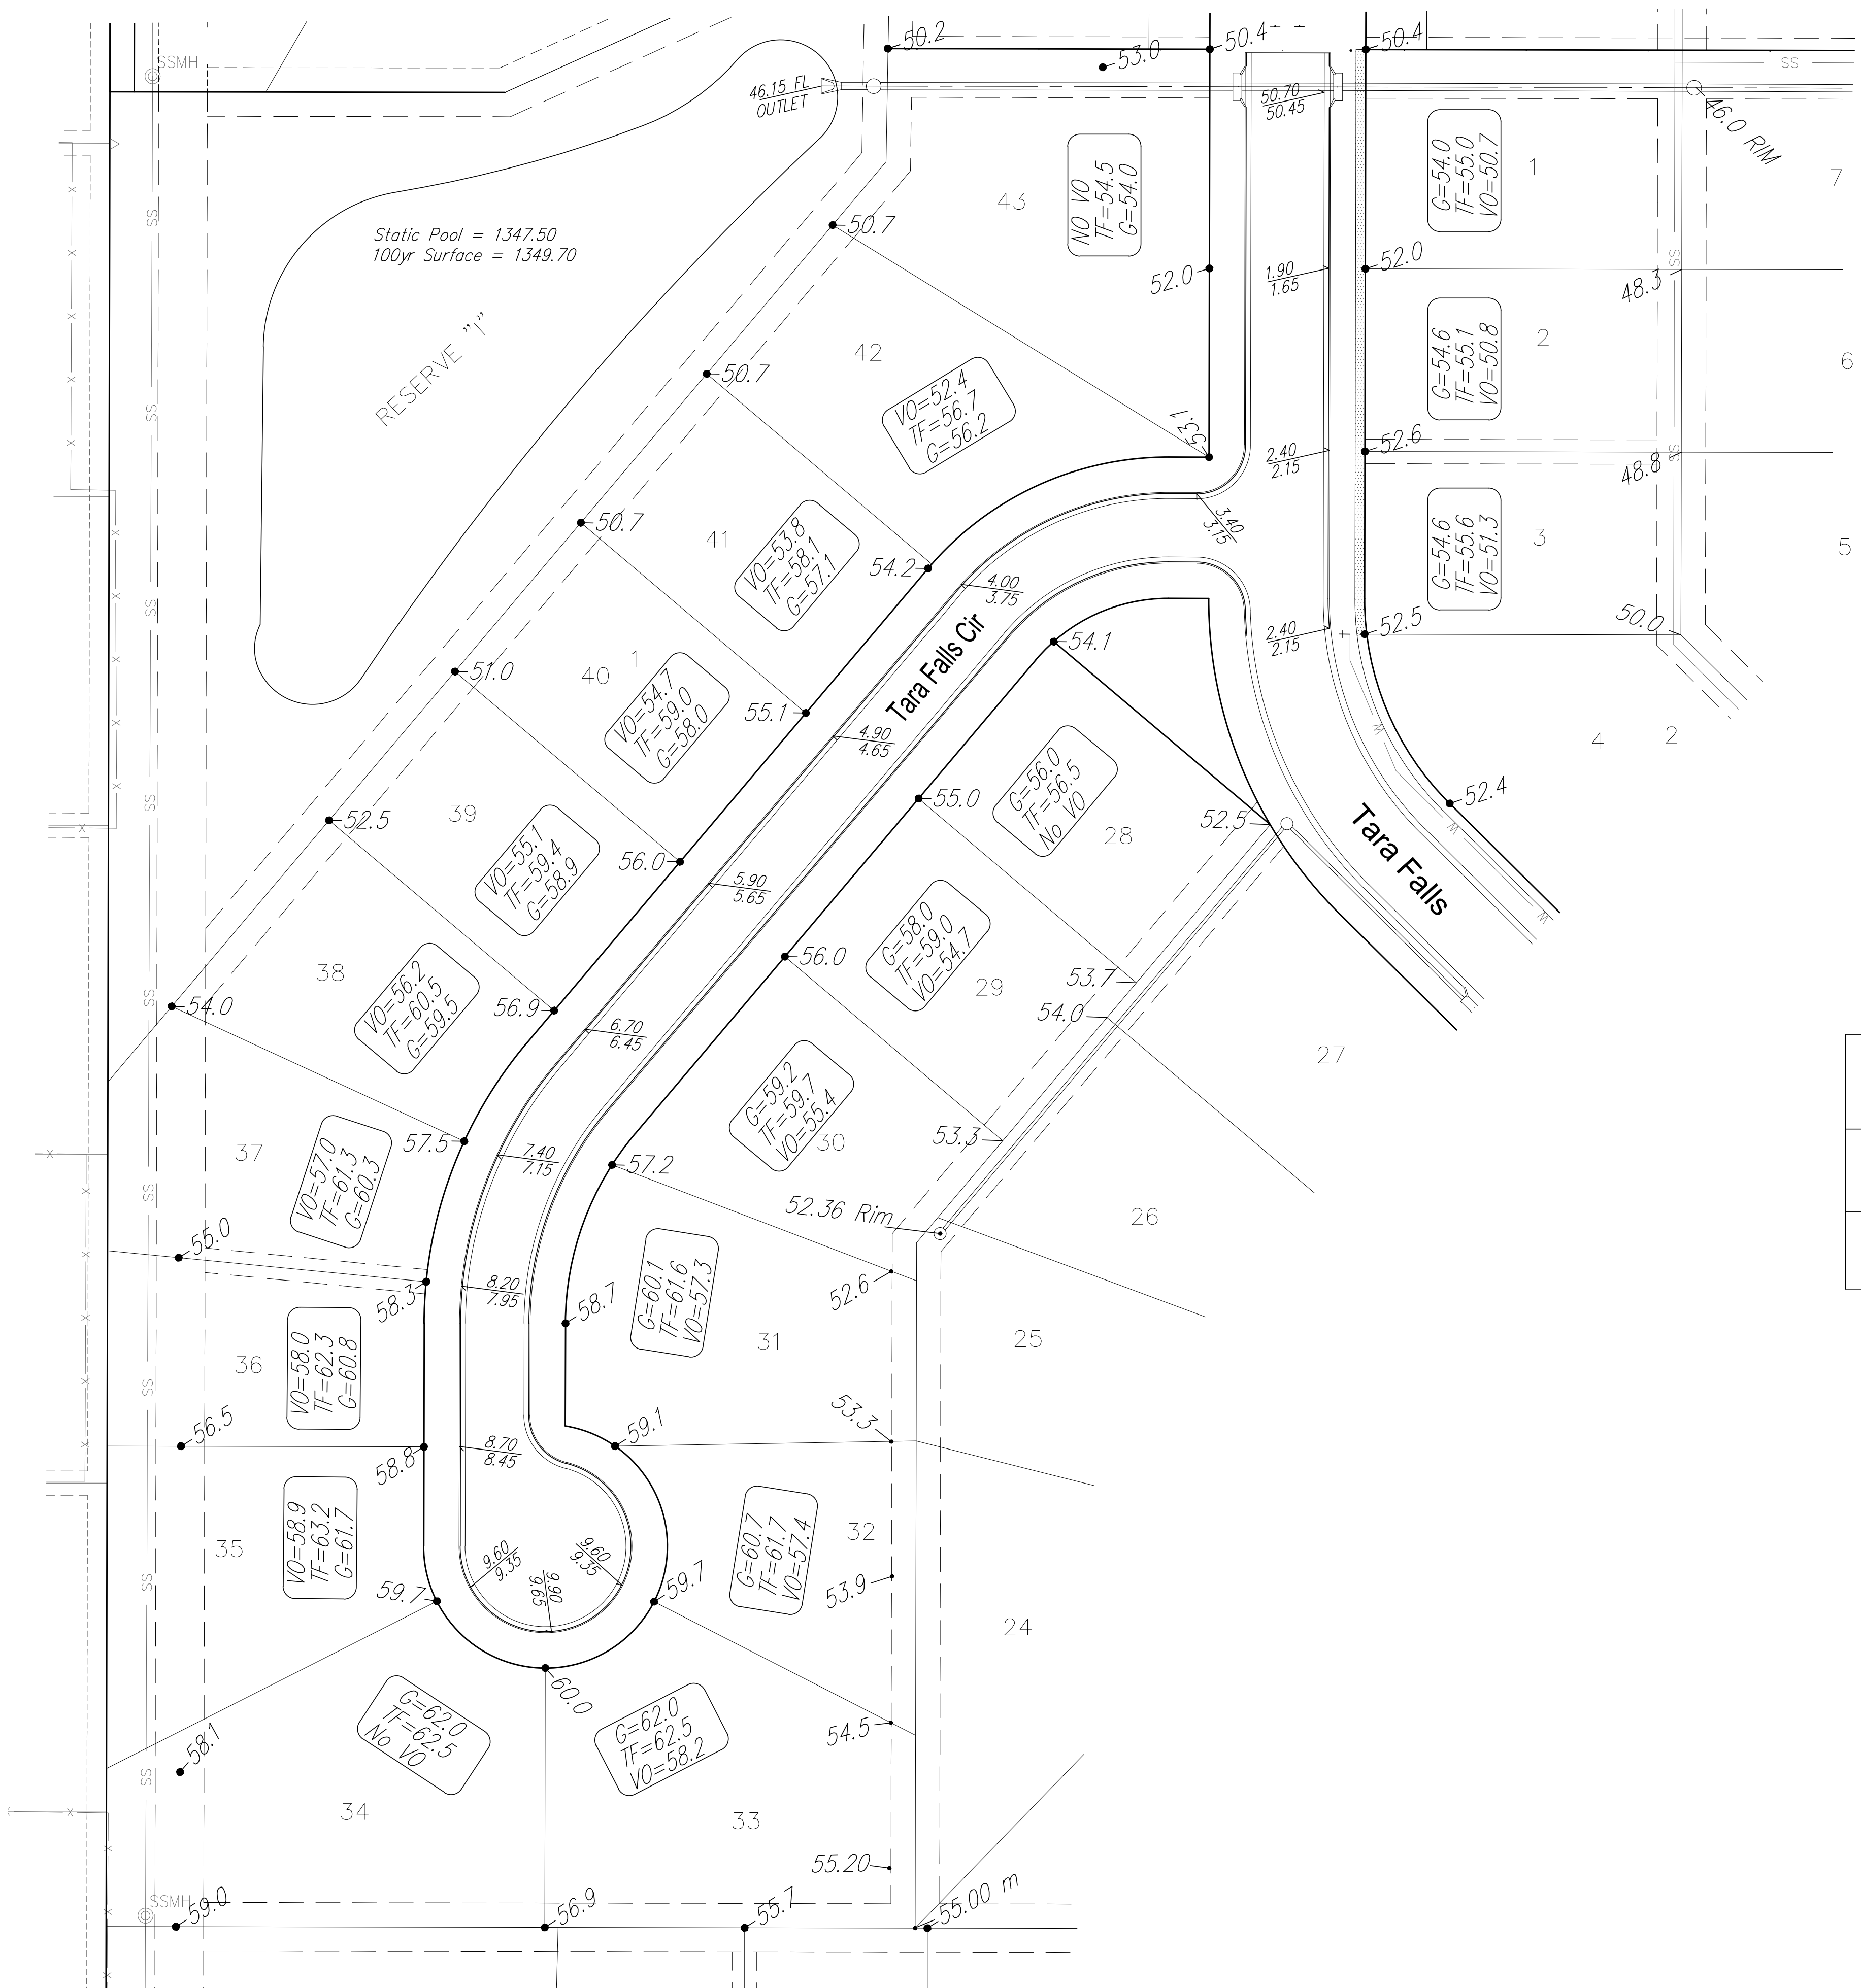 SSMH
50.2
53.0
50.4
50.4
SS
46.15 FL
OUTLET
50.70
50.45
46.0 RIM
NO VO
TF=54.5
G=54.0
43
G=54.0
TF=55.0
VO=50.7
1
7
Static Pool = 1347.50
100yr Surface = 1349.70
50.7
52.0
1.90
1.65
52.0
48.3
RESERVE "I"
42
50.7
VO=52.4
TF=56.7
G=56.2
53.1
G=54.6
TF=55.1
VO=50.8
2
6
2.40
2.15
52.6
48.8
50.7
41
VO=53.8
TF=58.1
G=57.1
54.2
3.40
3.15
G=54.6
TF=55.6
VO=51.3
3
5
4.00
3.75
2.40
2.15
52.5
50.0
54.1
51.0
40
1
VO=54.7
TF=59.0
G=58.0
55.1
Tara Falls Cir
4.90
4.65
4
2
52.5
39
VO=55.1
TF=59.4
G=58.9
56.0
55.0
G=56.0
TF=56.5
No VO
28
52.5
52.4
Tara Falls
5.90
5.65
38
54.0
VO=56.2
TF=60.5
G=59.5
56.9
56.0
G=58.0
TF=59.0
VO=54.7
29
53.7
54.0
27
6.70
6.45
37
VO=57.0
TF=61.3
G=60.3
57.5
7.40
7.15
57.2
G=59.2
TF=59.7
VO=55.4
30
53.3
26
52.36 Rim
55.0
58.3
8.20
7.95
58.7
G=60.1
TF=61.6
VO=57.3
31
52.6
25
36
VO=58.0
TF=62.3
G=60.8
56.5
58.8
8.70
8.45
59.1
53.3
35
VO=58.9
TF=63.2
G=61.7
59.7
9.60
9.35
9.90
9.65
9.60
9.35
59.7
G=60.7
TF=61.7
VO=57.4
32
53.9
24
58.1
G=62.0
TF=62.5
No VO
60.0
G=62.0
TF=62.5
VO=58.2
54.5
34
33
55.20
SSMH
59.0
56.9
55.7
55.00 m
SS
SS
SS
SS
SS
SS
SS
SS
SS
SS
SS
W
W
W